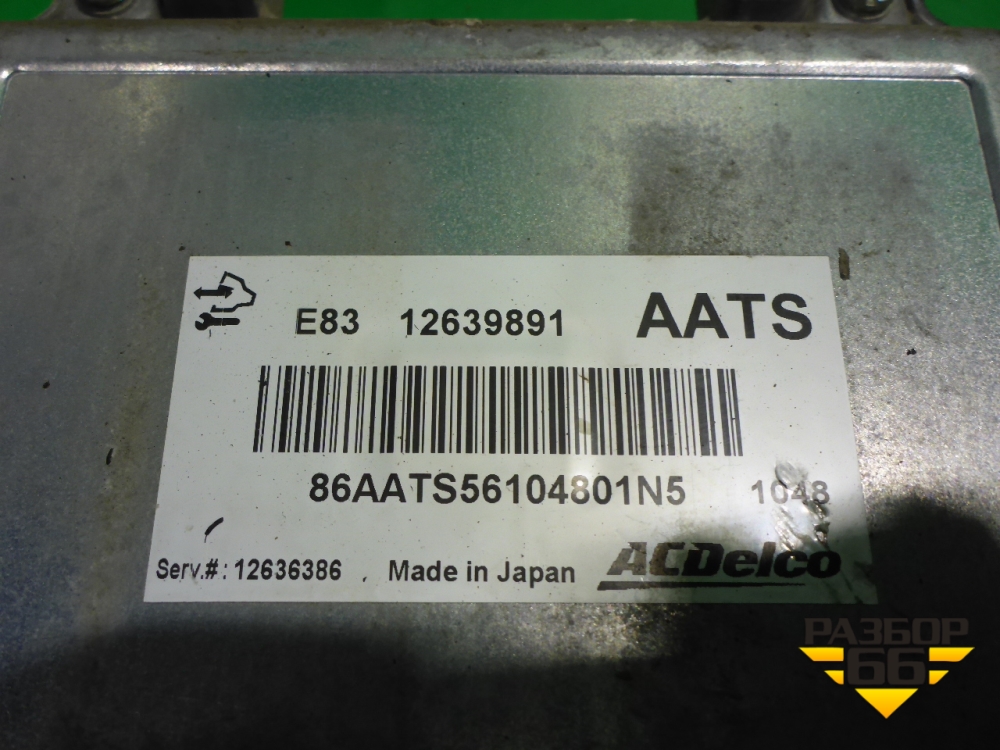 E83 12639891 AATS
86AATS56104801N5 1048
Serv.#: 12636386 Made in Japan ACDelco
РАЗБОР
66